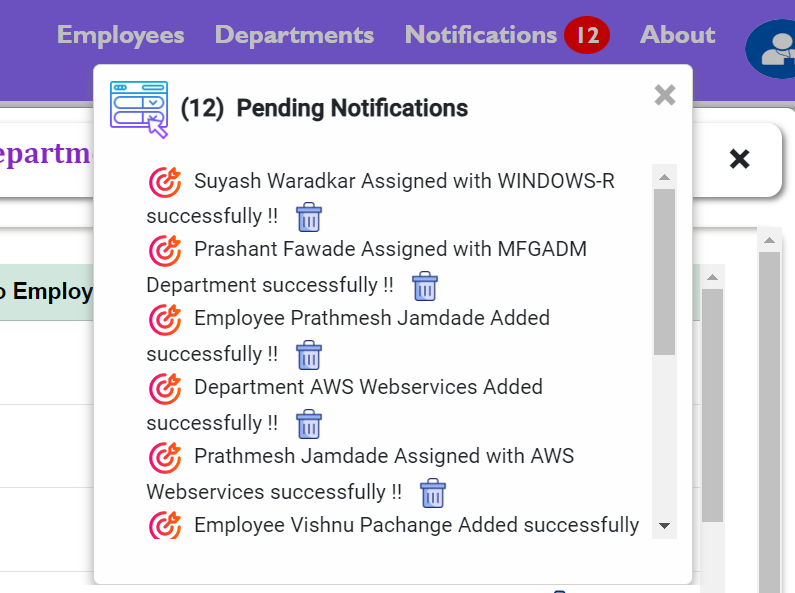 Employees Departments Notifications 12 About
(12) Pending Notifications
epartm
Suyash Waradkar Assigned with WINDOWS-R
successfully !!
Prashant Fawade Assigned with MFGADM
Department successfully !!
o Employ
Employee Prathmesh Jamdade Added
successfully !!
Department AWS Webservices Added
successfully !!
Prathmesh Jamdade Assigned with AWS
Webservices successfully !!
Employee Vishnu Pachange Added successfully